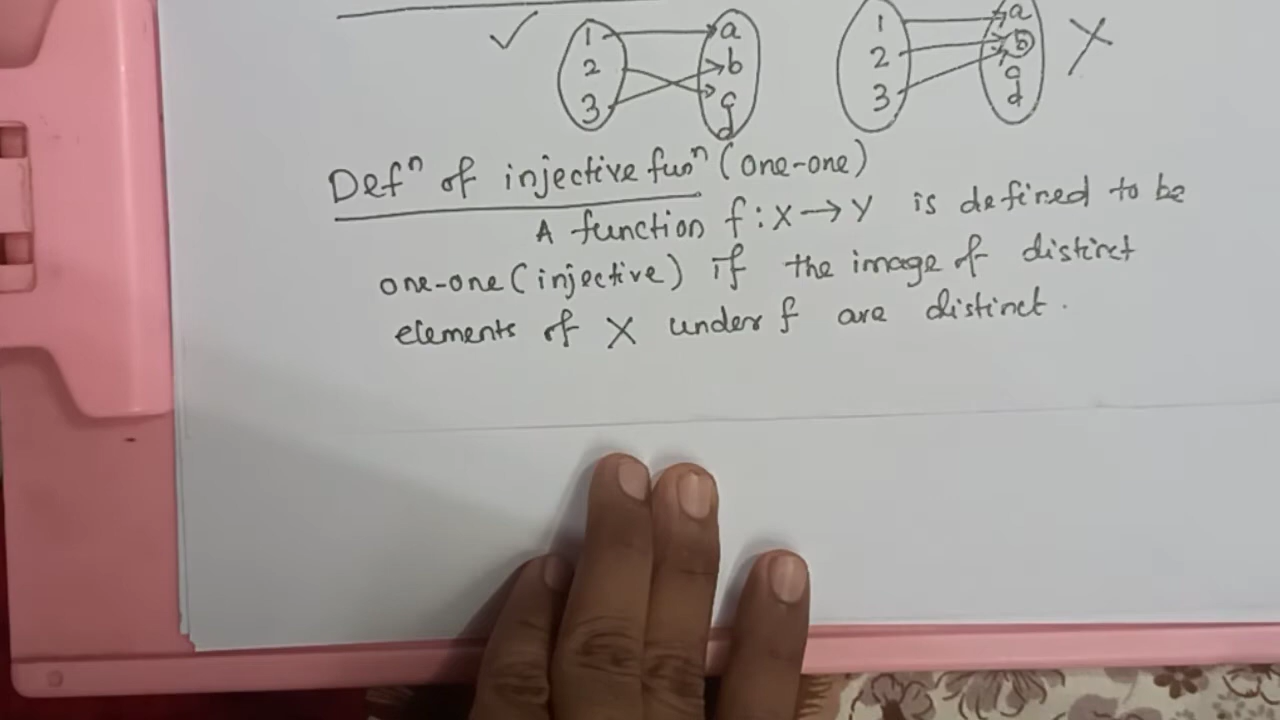 ✓ 1 2 3 a b c d 1 2 3 a b c d X
Defⁿ of injective funⁿ (one-one)
A function f : X → Y is defined to be
one-one (injective) if the image of distinct
elements of X under f are distinct.